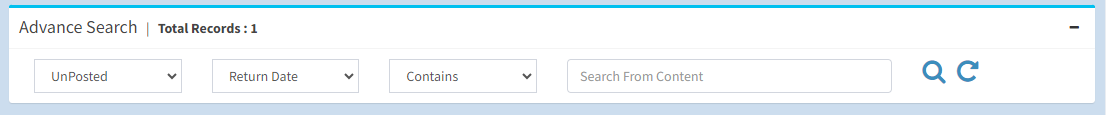 Advance Search | Total Records : 1
UnPosted Return Date Contains Search From Content